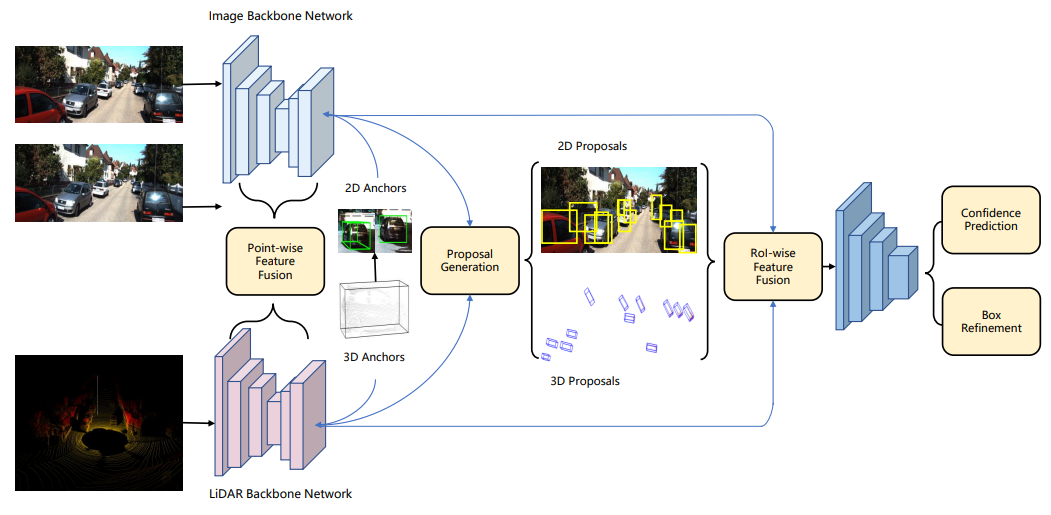 Image Backbone Network
2D Proposals
2D Anchors
Point-wise
Feature
Fusion
Proposal
Generation
RoI-wise
Feature
Fusion
Confidence
Prediction
Box
Refinement
3D Anchors
3D Proposals
LiDAR Backbone Network